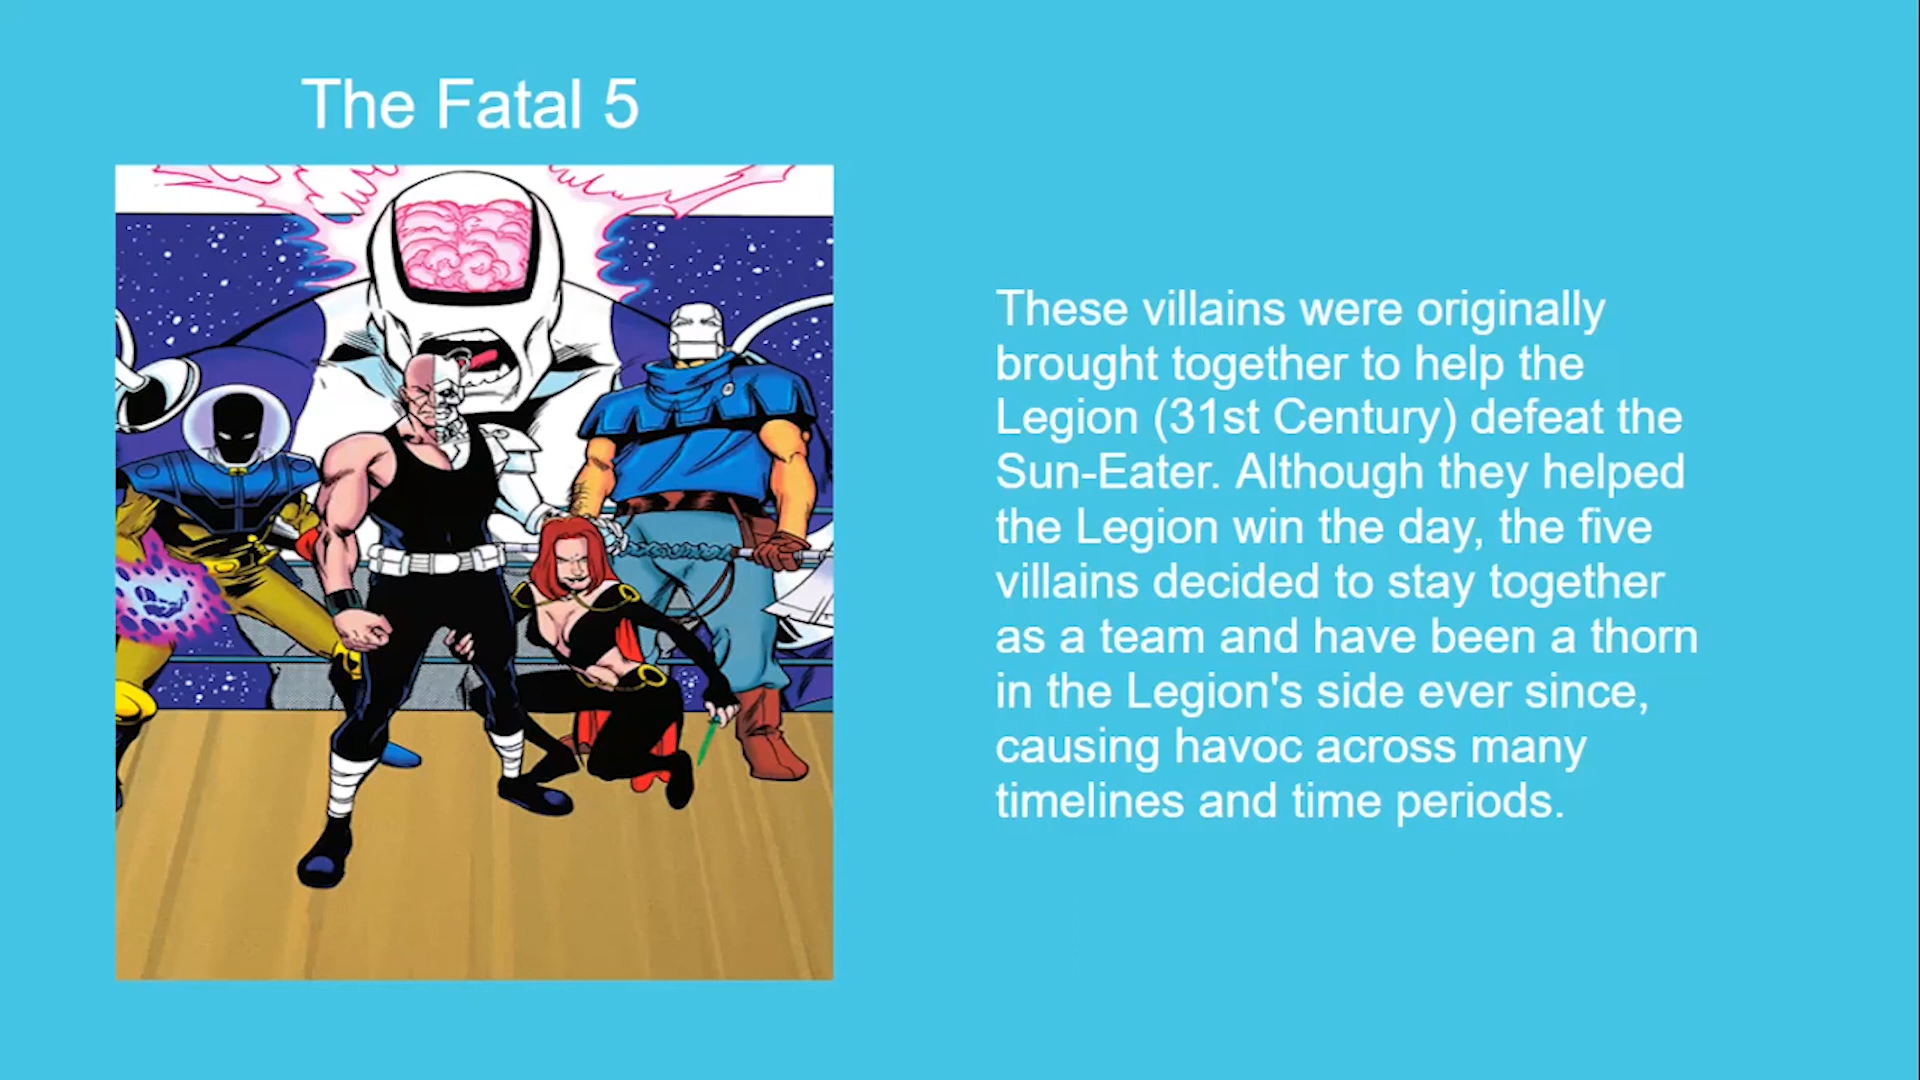 The Fatal 5
These villains were originally
brought together to help the
Legion (31st Century) defeat the
Sun-Eater. Although they helped
the Legion win the day, the five
villains decided to stay together
as a team and have been a thorn
in the Legion's side ever since,
causing havoc across many
timelines and time periods.